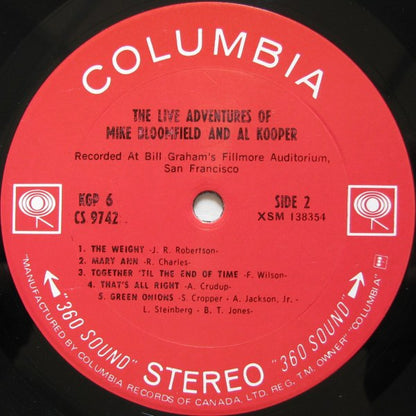 COLUMBIA
THE LIVE ADVENTURES OF
MIKE BLOOMFIELD AND AL KOOPER
Recorded At Bill Graham's Fillmore Auditorium,
San Francisco
KGP 6
CS 9742
SIDE 2
XSM 138354
1. THE WEIGHT -J. R. Robertson-
2. MARY ANN -R. Charles-
3. TOGETHER 'TIL THE END OF TIME -F. Wilson-
4. THAT'S ALL RIGHT -A. Crudup-
5. GREEN ONIONS -S Cropper - A. Jackson, Jr.-
L. Steinberg - B. T. Jones-
"360 SOUND" STEREO "360 SOUND"
"MANUFACTURED BY COLUMBIA RECORDS OF CANADA, LTD. REG. T.M. OWNER "COLUMBIA"